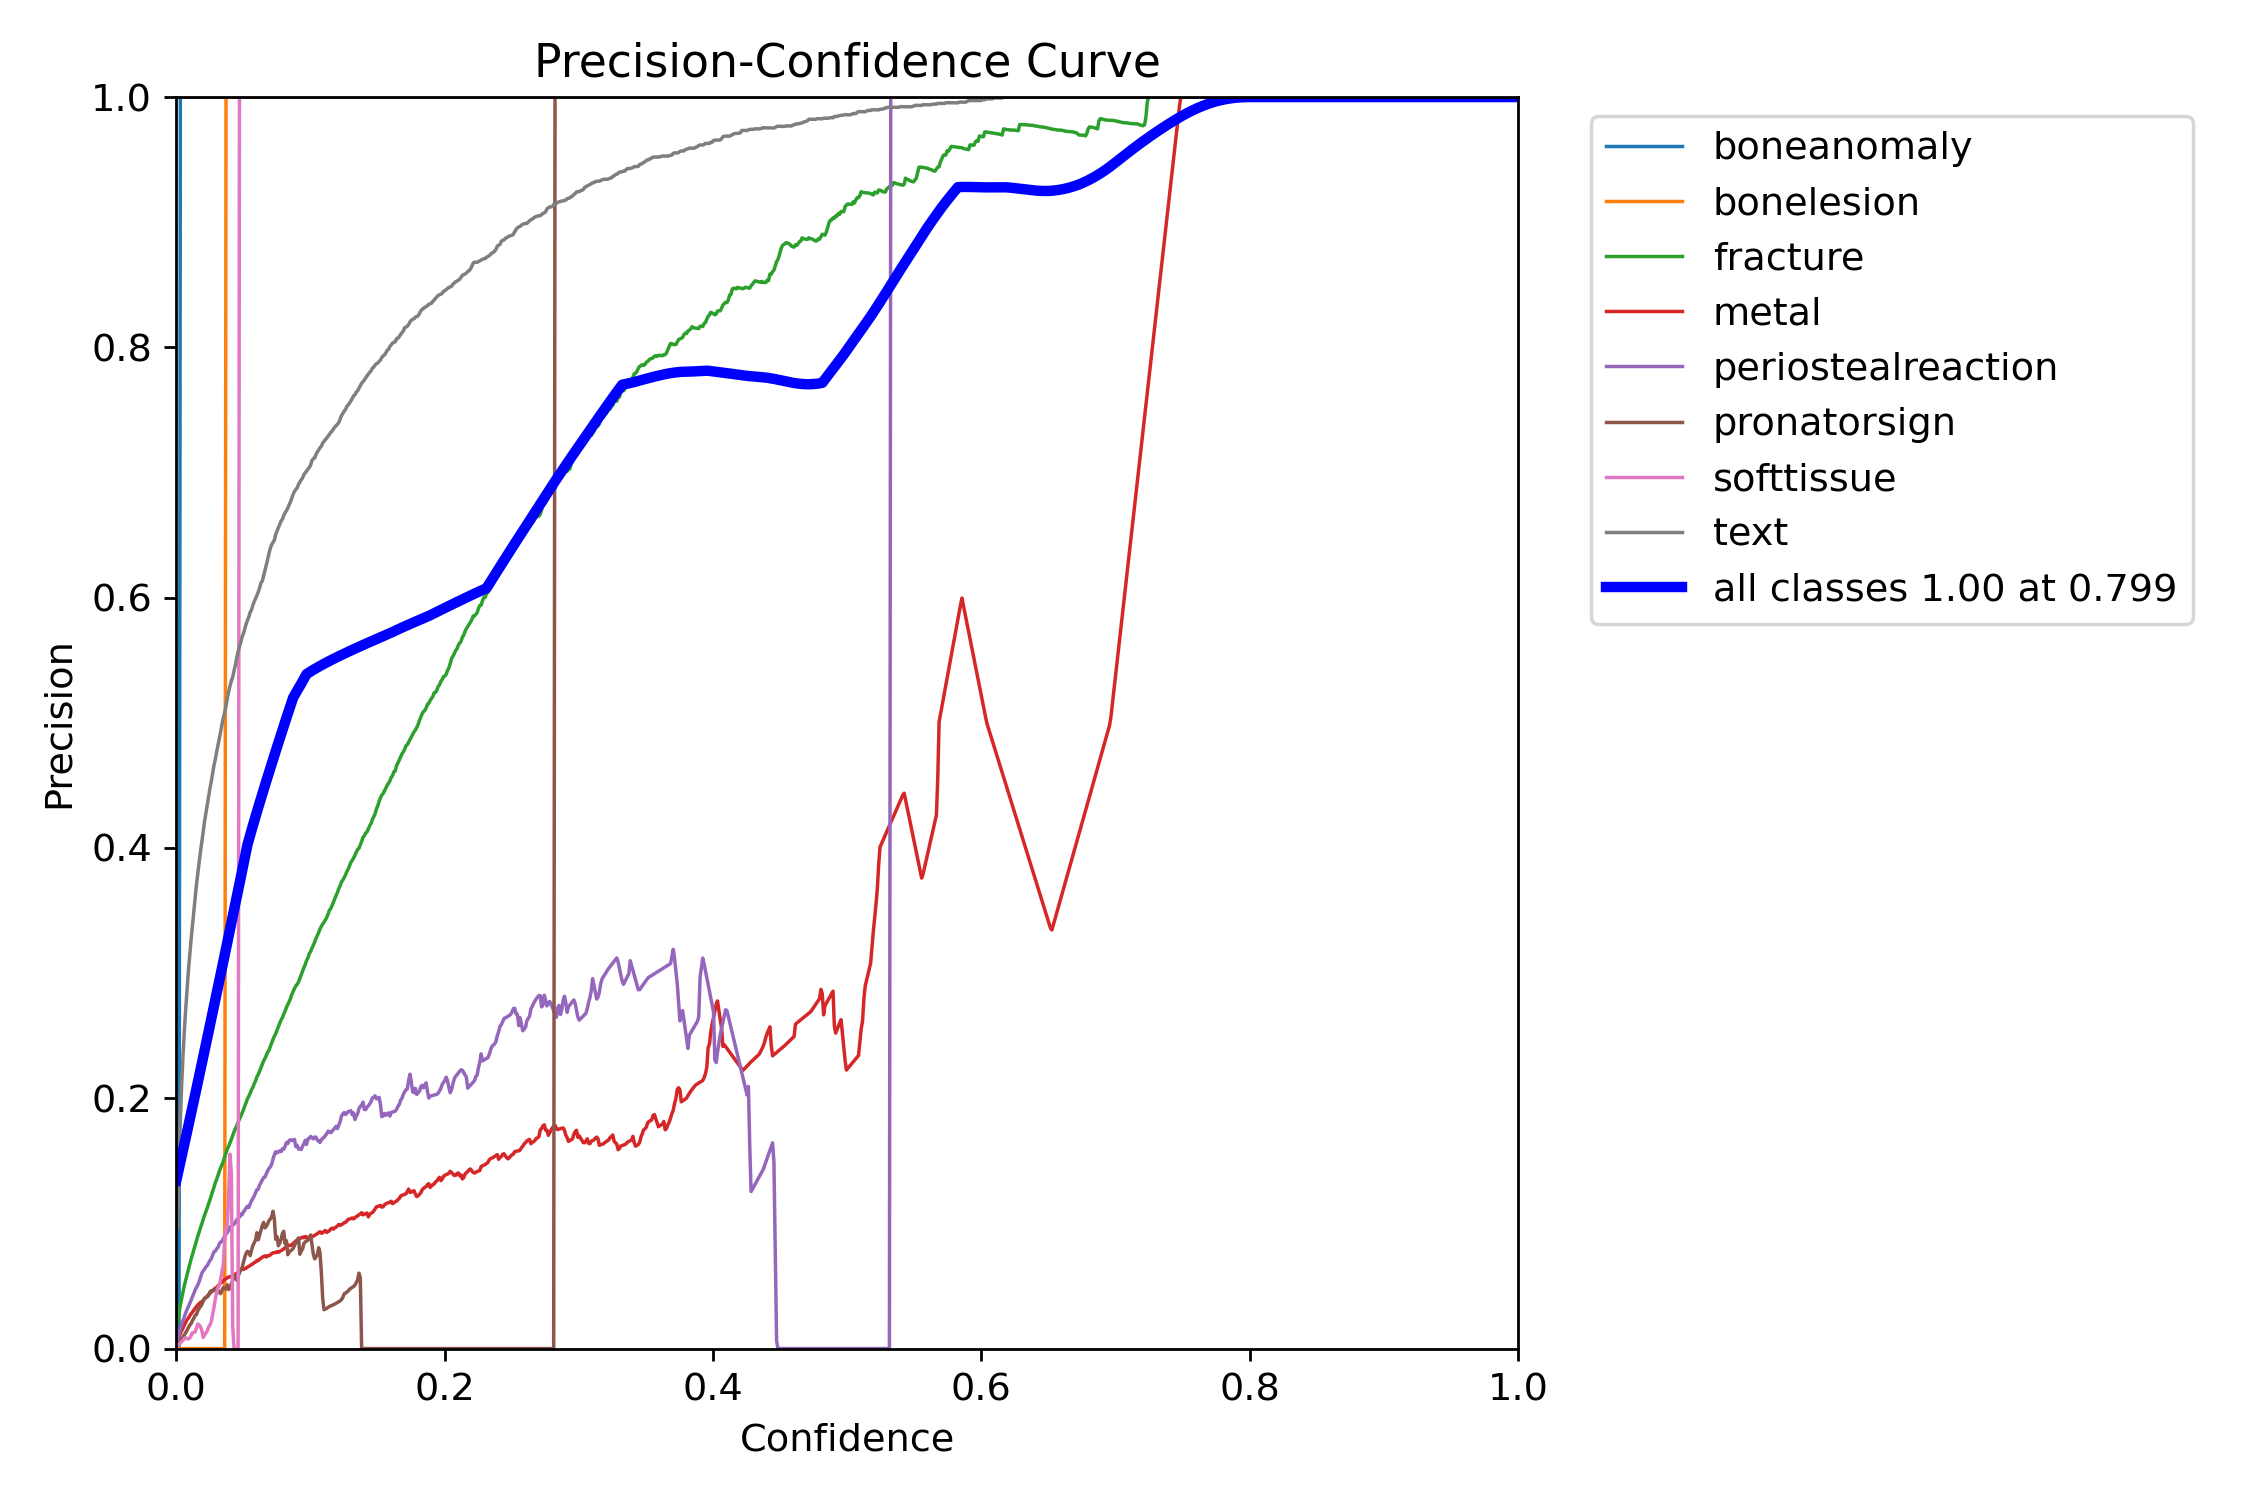 Precision-Confidence Curve
1.0
0.8
0.6
0.4
0.2
0.0
Precision
0.0 0.2 0.4 0.6 0.8 1.0
Confidence
boneanomaly
bonelesion
fracture
metal
periostealreaction
pronatorsign
softtissue
text
all classes 1.00 at 0.799